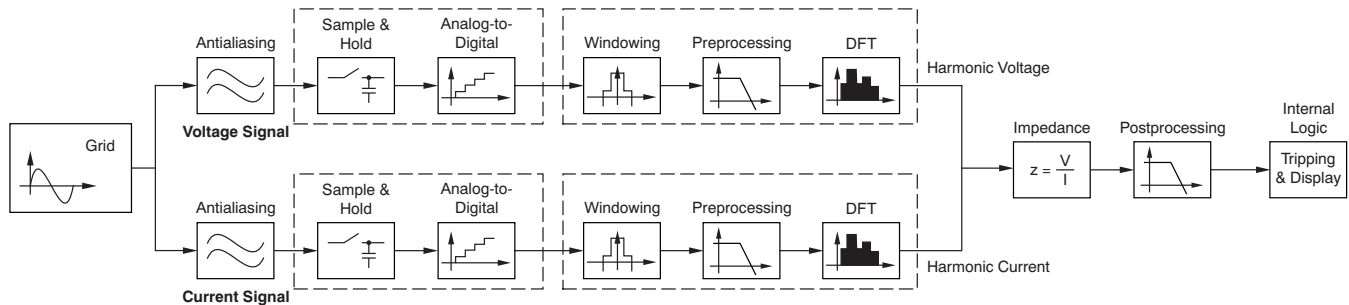 Sample &
Hold
Analog-to-
Digital
Antialiasing
Windowing
Preprocessing
DFT
Harmonic Voltage
Voltage Signal
Grid
Impedance
z = V
I
Postprocessing
Internal
Logic
Tripping
& Display
Sample &
Hold
Analog-to-
Digital
Antialiasing
Windowing
Preprocessing
DFT
Harmonic Current
Current Signal